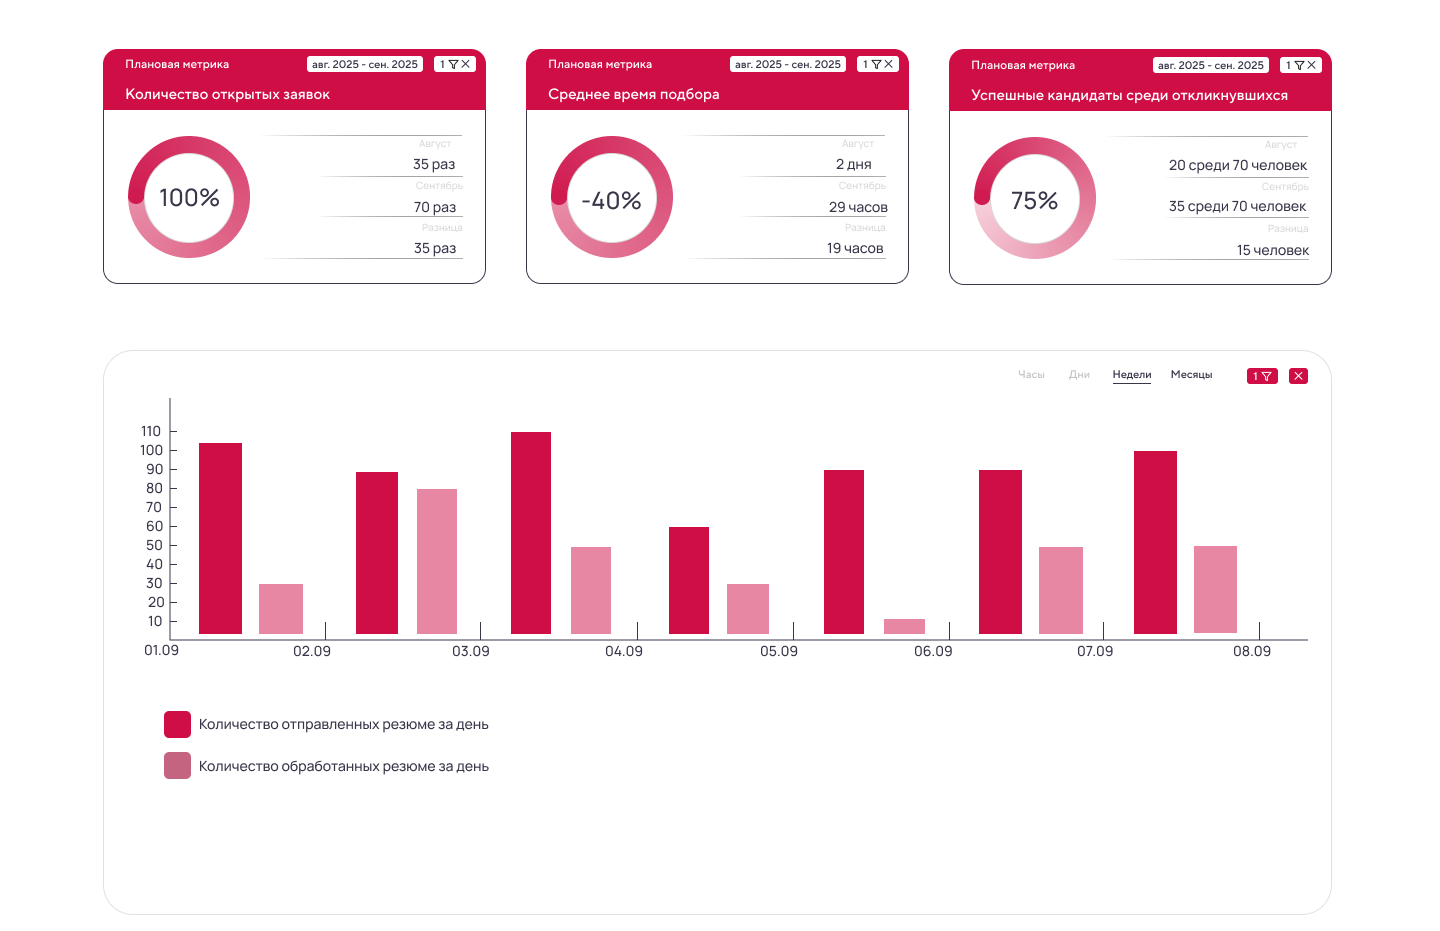 Плановая метрика
авг. 2025 - сен. 2025
1
Количество открытых заявок
100%
Август
35 раз
Сентябрь
70 раз
Разница
35 раз
Плановая метрика
авг. 2025 - сен. 2025
1
Среднее время подбора
-40%
Август
2 дня
Сентябрь
29 часов
Разница
19 часов
Плановая метрика
авг. 2025 - сен. 2025
1
Успешные кандидаты среди откликнувшихся
75%
Август
20 среди 70 человек
Сентябрь
35 среди 70 человек
Разница
15 человек
Часы Дни Недели Месяцы 1
110
100
90
80
70
60
50
40
30
20
10
01.09 02.09 03.09 04.09 05.09 06.09 07.09 08.09
Количество отправленных резюме за день
Количество обработанных резюме за день